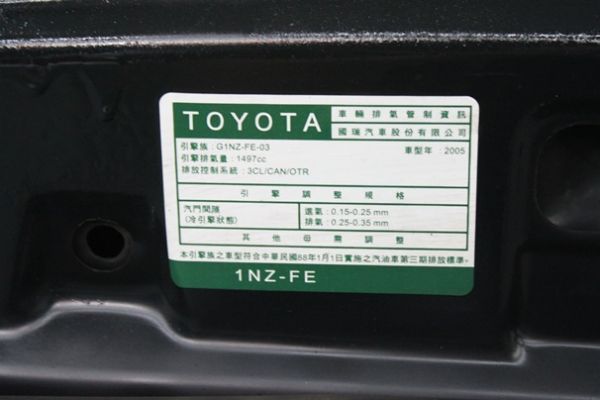 TOYOTA
車輛排氣管制資訊
國瑞汽車股份有限公司
引擎族：G1NZ-FE-03 車型年：2005
引擎排氣量：1497cc
排放控制系統：3CL/CAN/OTR
引擎調整規格
汽門間隙 進氣：0.15-0.25 mm
(冷引擎狀態) 排氣：0.25-0.35 mm
其他毋需調整
本引擎族之車型符合中華民國88年1月1日實施之汽油車第三期排放標準。
1NZ-FE